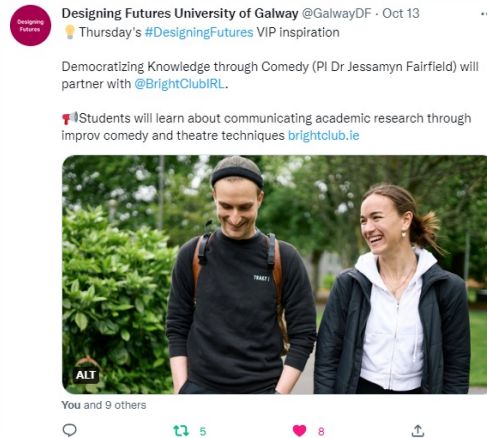 Designing Futures
Designing Futures University of Galway @GalwayDF · Oct 13
💡Thursday's #DesigningFutures VIP inspiration
Democratizing Knowledge through Comedy (PI Dr Jessamyn Fairfield) will
partner with @BrightClubIRL.
📢Students will learn about communicating academic research through
improv comedy and theatre techniques brightclub.ie
ALT
You and 9 others
5
8